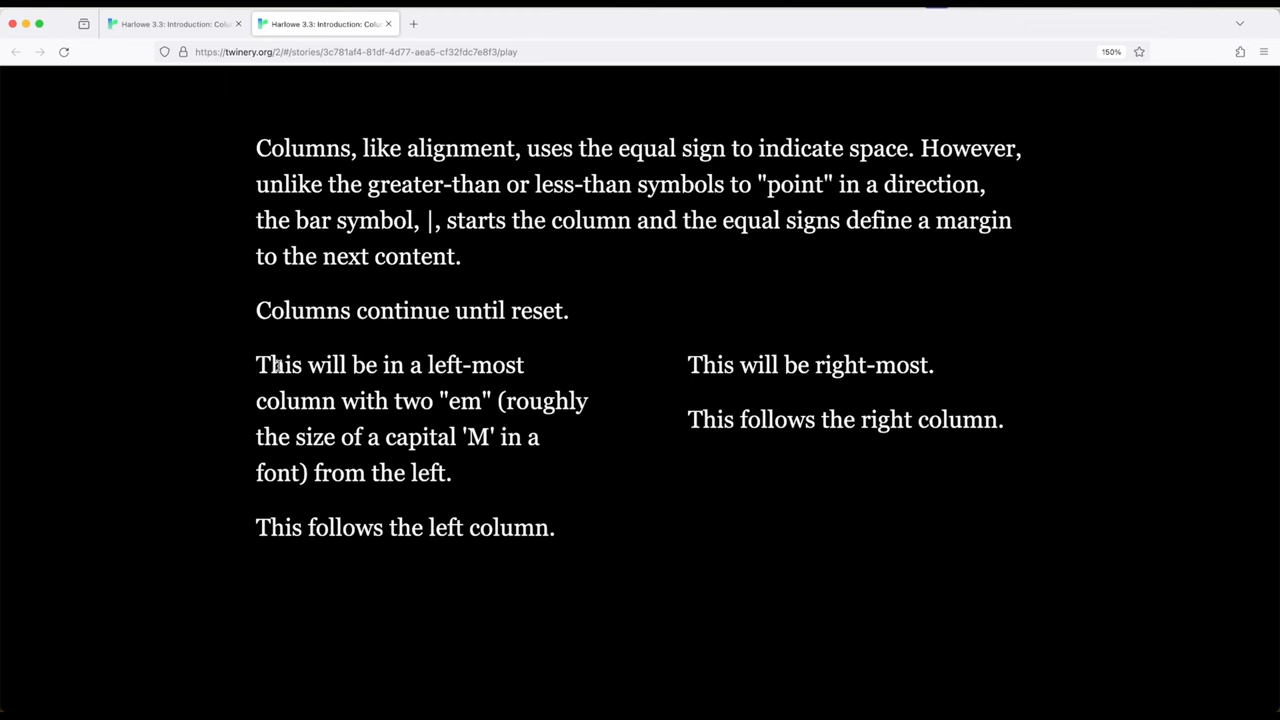 Harlowe 3.3: Introduction: Colu
Harlowe 3.3: Introduction: Colu
https://twinery.org/2/#/stories/3c781af4-81df-4d77-aea5-cf32fdc7e8f3/play
150%
Columns, like alignment, uses the equal sign to indicate space. However,
unlike the greater-than or less-than symbols to "point" in a direction,
the bar symbol, |, starts the column and the equal signs define a margin
to the next content.
Columns continue until reset.
This will be in a left-most
column with two "em" (roughly
the size of a capital 'M' in a
font) from the left.
This follows the left column.
This will be right-most.
This follows the right column.